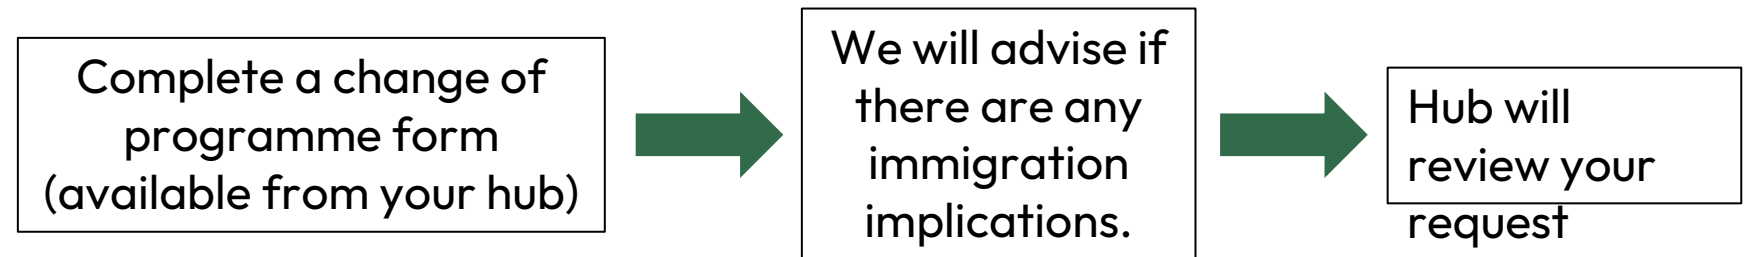 Complete a change of
programme form
(available from your hub)
We will advise if
there are any
immigration
implications.
Hub will
review your
request